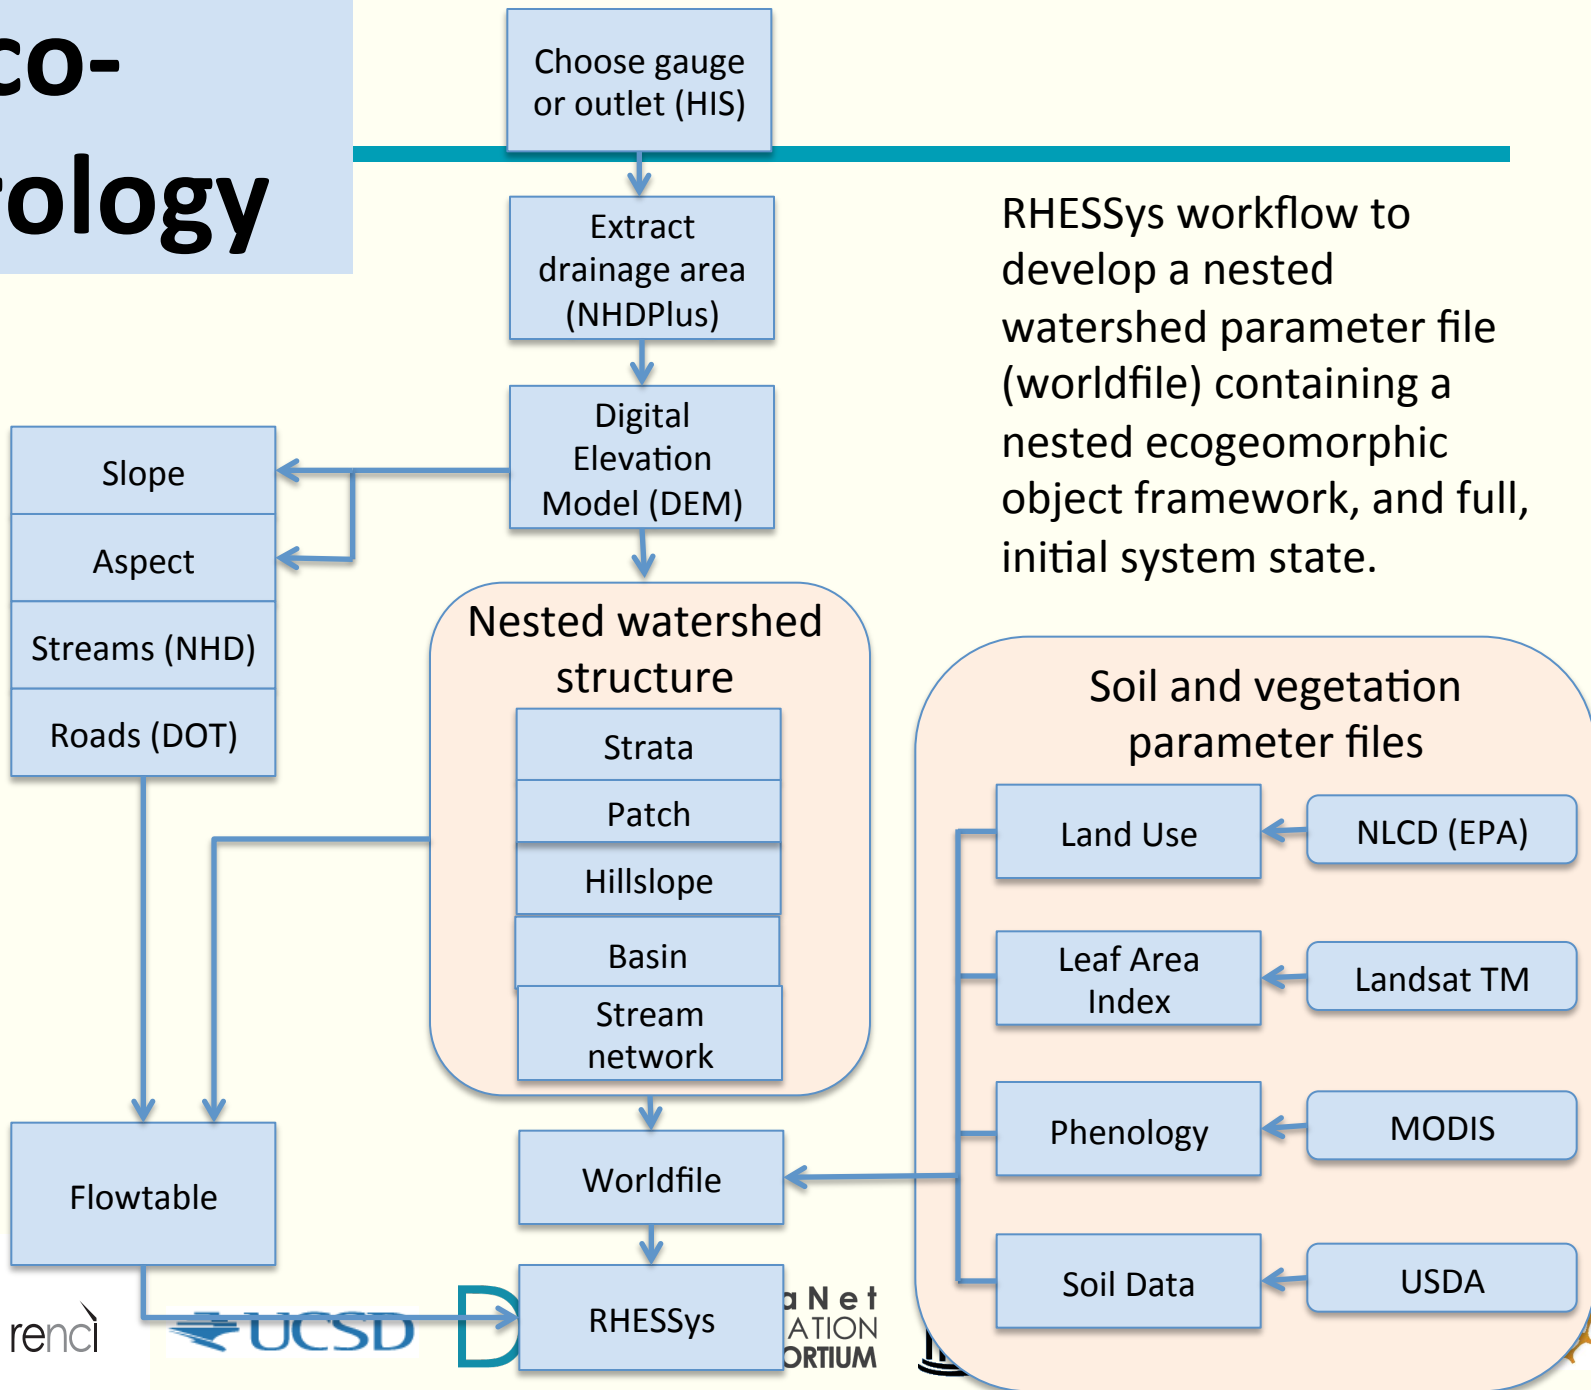 co-
rology
Choose gauge
or outlet (HIS)
Extract
drainage area
(NHDPlus)
Digital
Elevation
Model (DEM)
RHESSys workflow to
develop a nested
watershed parameter file
(worldfile) containing a
nested ecogeomorphic
object framework, and full,
initial system state.
Slope
Aspect
Streams (NHD)
Roads (DOT)
Nested watershed
structure
Strata
Patch
Hillslope
Basin
Stream
network
Soil and vegetation
parameter files
Land Use
NLCD (EPA)
Leaf Area
Index
Landsat TM
Phenology
MODIS
Soil Data
USDA
Flowtable
Worldfile
RHESSys
renci
UCSD
D
aNet
ATION
ORTIUM